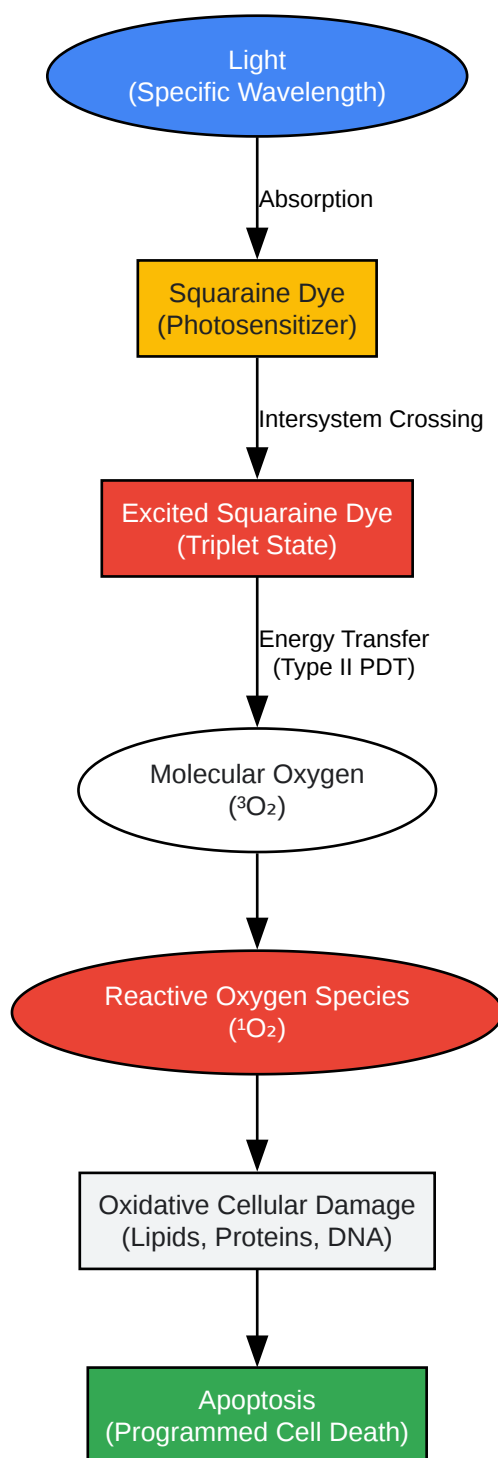 Light
(Specific Wavelength)
Absorption
Squaraine Dye
(Photosensitizer)
Intersystem Crossing
Excited Squaraine Dye
(Triplet State)
Energy Transfer
(Type II PDT)
Molecular Oxygen
(³O₂)
Reactive Oxygen Species
(¹O₂)
Oxidative Cellular Damage
(Lipids, Proteins, DNA)
Apoptosis
(Programmed Cell Death)